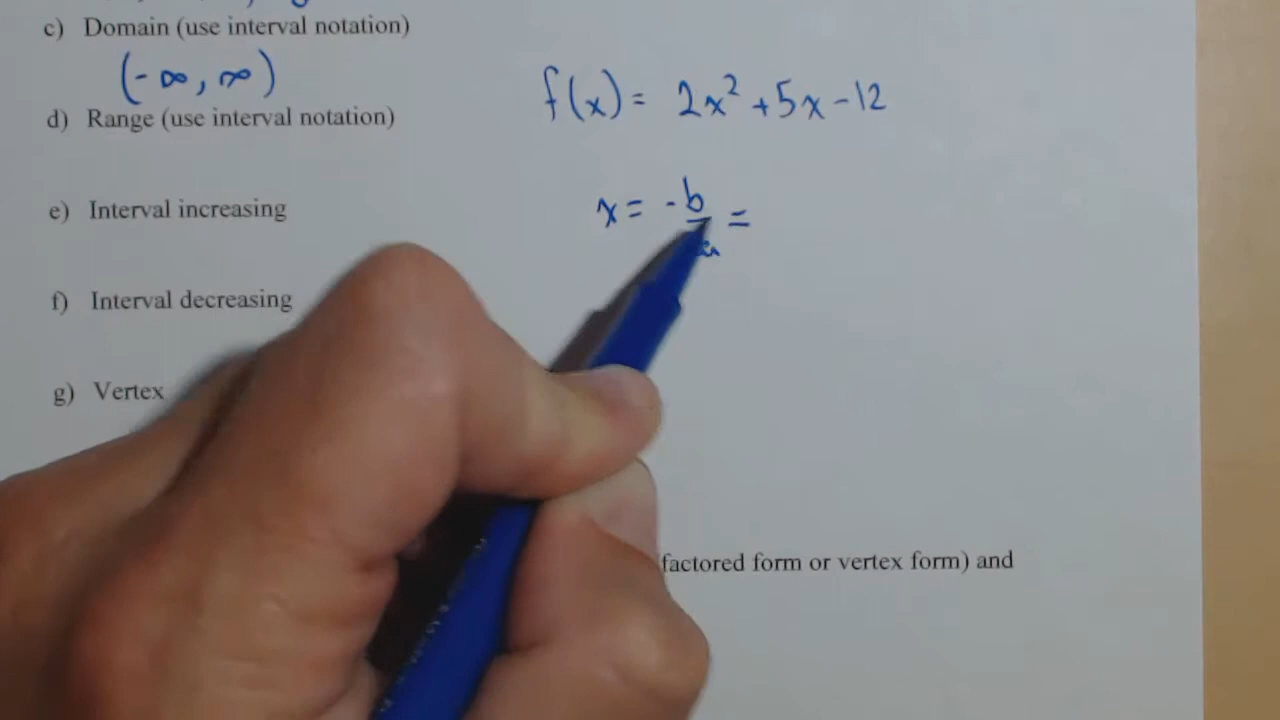 c) Domain (use interval notation)
(-∞, ∞)
f(x) = 2x² + 5x - 12
d) Range (use interval notation)
e) Interval increasing
x = -b/ a =
f) Interval decreasing
g) Vertex
(factored form or vertex form) and